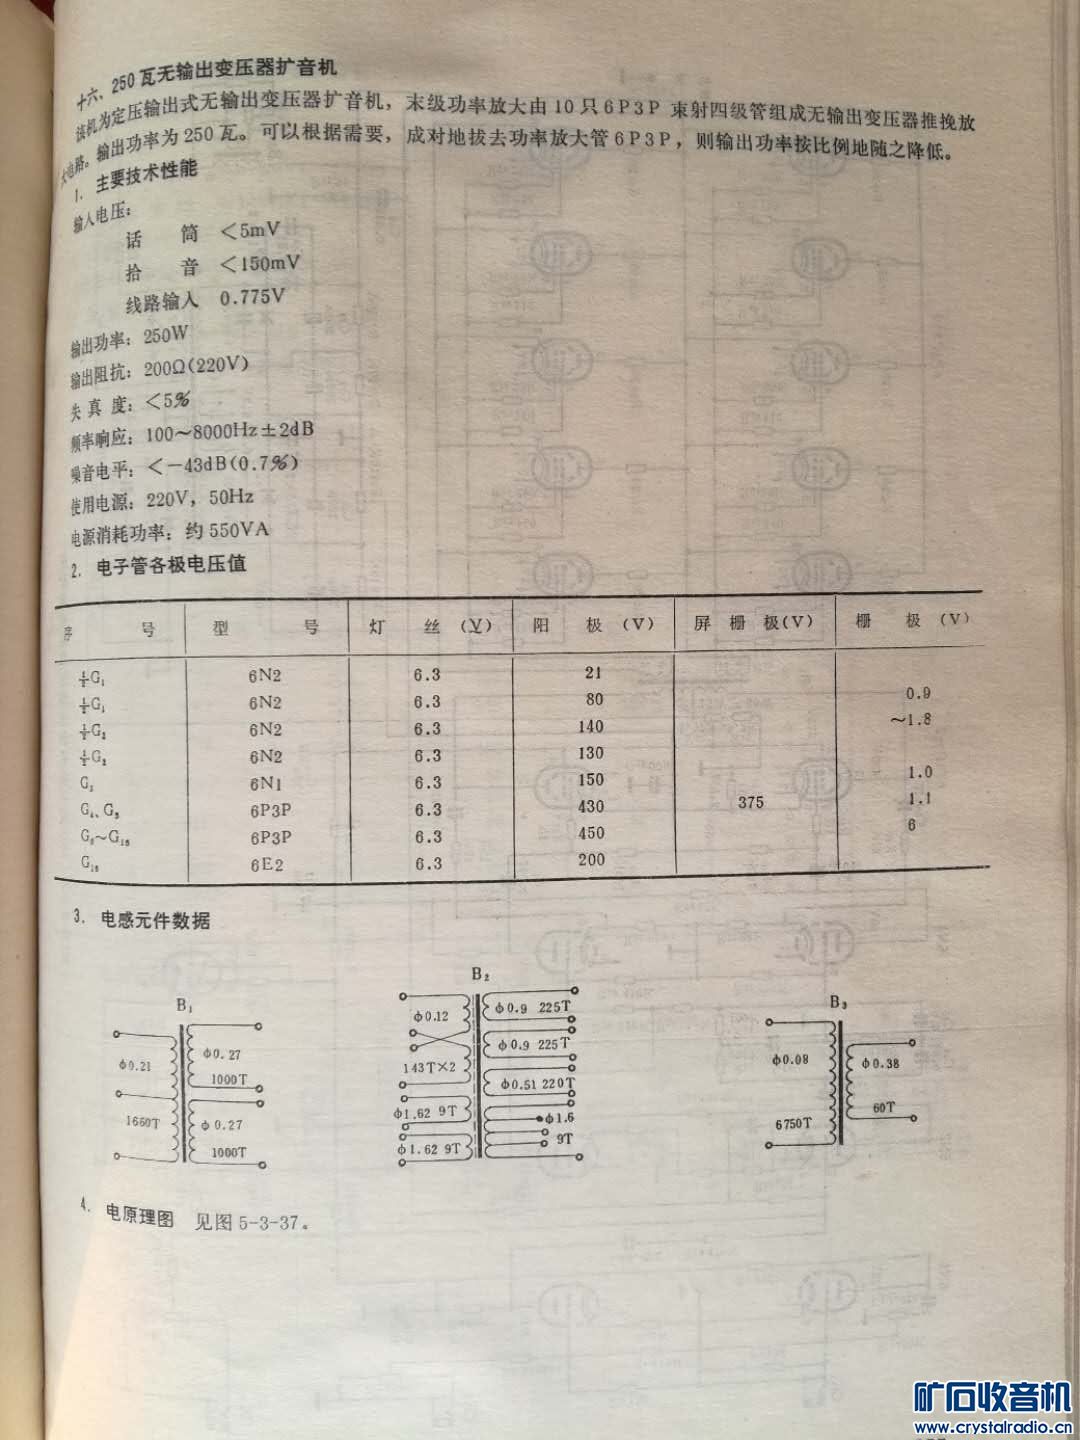 十六、250瓦无输出变压器扩音机
该机为定压输出式无输出变压器扩音机，末级功率放大由10只6P3P束射四级管组成无输出变压器推挽放
大电路。输出功率为250瓦。可以根据需要，成对地拔去功率放大管6P3P，则输出功率按比例地随之降低。
1. 主要技术性能
输入电压：
话 筒 ＜5mV
拾 音 ＜150mV
线路输入 0.775V
输出功率：250W
输出阻抗：200Ω(220V)
失真度：＜5%
频率响应：100～8000Hz±2dB
噪音电平：＜−43dB(0.7%)
使用电源：220V，50Hz
电源消耗功率：约550VA
2. 电子管各极电压值
序 号 型 号 灯 丝 (V) 阳 极 (V) 屏 栅 极(V) 栅 极 (V)
½G₁ 6N2 6.3 21
½G₁ 6N2 6.3 80 0.9
½G₂ 6N2 6.3 140 ～1.8
½G₂ 6N2 6.3 130
G₃ 6N1 6.3 150 1.0
G₄、G₅ 6P3P 6.3 430 375 1.1
G₆～G₁₅ 6P3P 6.3 450 6
G₁₆ 6E2 6.3 200
3. 电感元件数据
B₁
φ0.21
1660T
φ0.27
1000T
φ0.27
1000T
B₂
φ0.12
143T×2
φ1.62 9T
φ1.62 9T
φ0.9 225T
φ0.9 225T
φ0.51 220T
φ1.6
9T
B₃
φ0.08
6750T
φ0.38
60T
4. 电原理图 见图5-3-37。
矿石收音机
www.crystalradio.cn